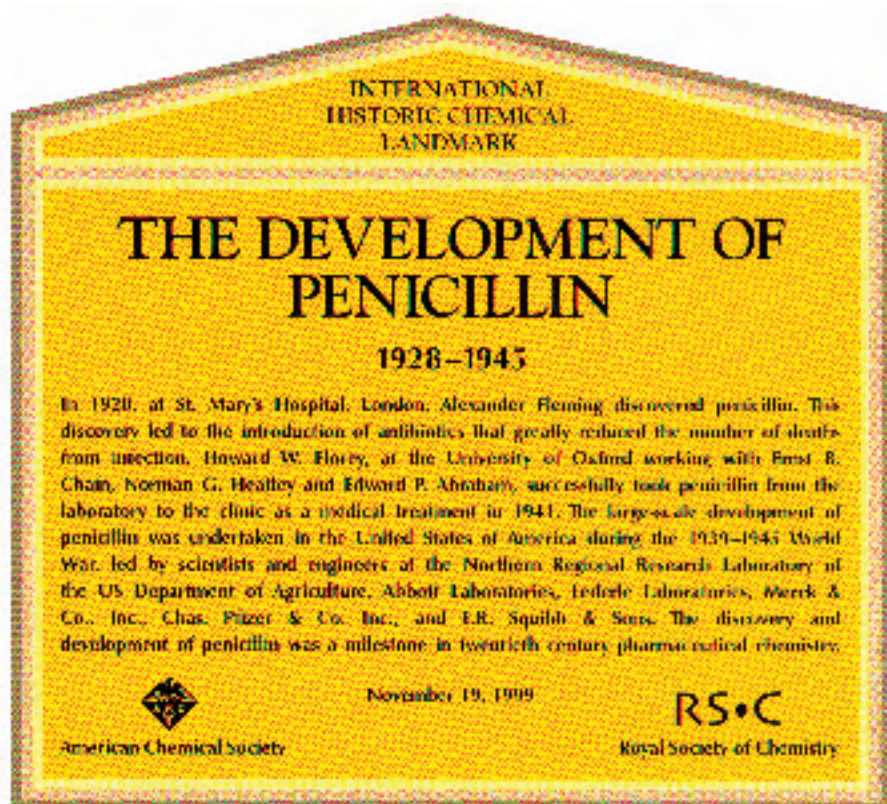 INTERNATIONAL
HISTORIC CHEMICAL
LANDMARK
THE DEVELOPMENT OF
PENICILLIN
1928–1945
In 1928, at St. Mary's Hospital, London, Alexander Fleming discovered penicillin. This
discovery led to the introduction of antibiotics that greatly reduced the number of deaths
from infection. Howard W. Florey, at the University of Oxford working with Ernst B.
Chain, Norman G. Heatley and Edward P. Abraham, successfully took penicillin from the
laboratory to the clinic as a medical treatment in 1941. The large-scale development of
penicillin was undertaken in the United States of America during the 1939–1945 World
War, led by scientists and engineers at the Northern Regional Research Laboratory of
the US Department of Agriculture, Abbott Laboratories, Lederle Laboratories, Merck &
Co., Inc., Chas. Pfizer & Co. Inc., and E.R. Squibb & Sons. The discovery and
development of penicillin was a milestone in twentieth century pharmaceutical chemistry.
November 19, 1999
RS•C
American Chemical Society
Royal Society of Chemistry